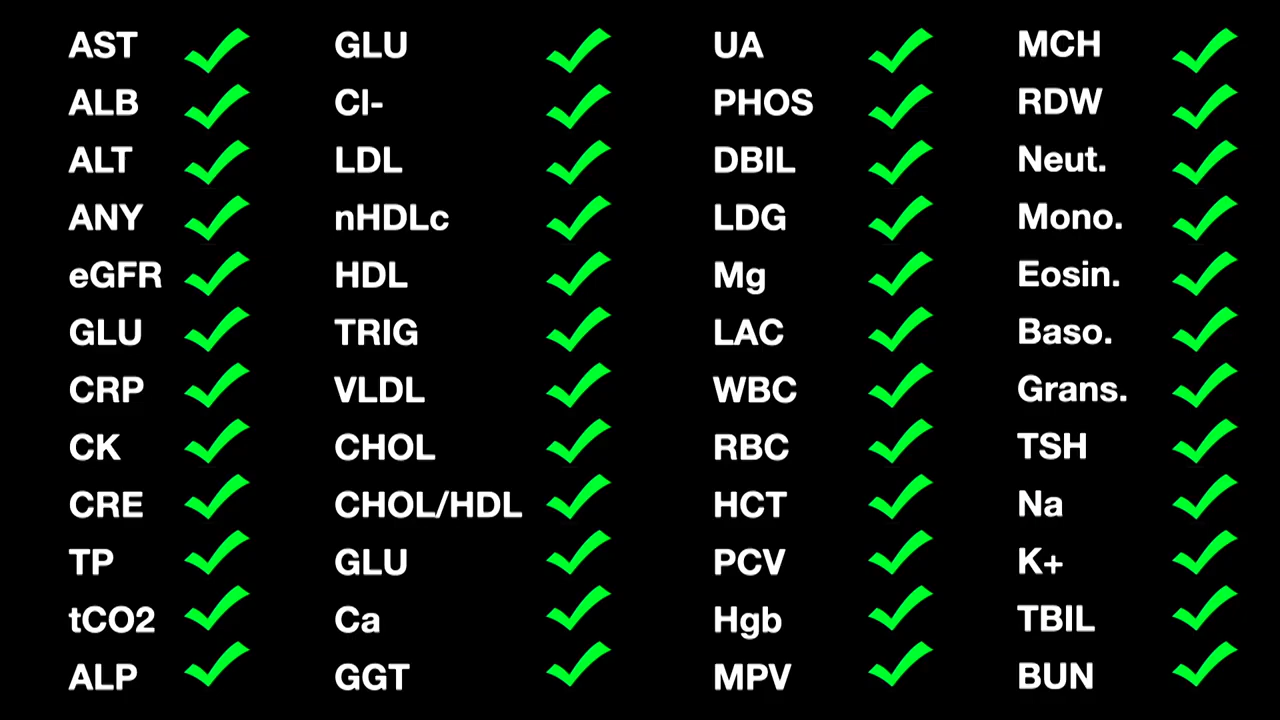 AST
ALB
ALT
ANY
eGFR
GLU
CRP
CK
CRE
TP
tCO2
ALP
GLU
Cl-
LDL
nHDLc
HDL
TRIG
VLDL
CHOL
CHOL/HDL
GLU
Ca
GGT
UA
PHOS
DBIL
LDG
Mg
LAC
WBC
RBC
HCT
PCV
Hgb
MPV
MCH
RDW
Neut.
Mono.
Eosin.
Baso.
Grans.
TSH
Na
K+
TBIL
BUN